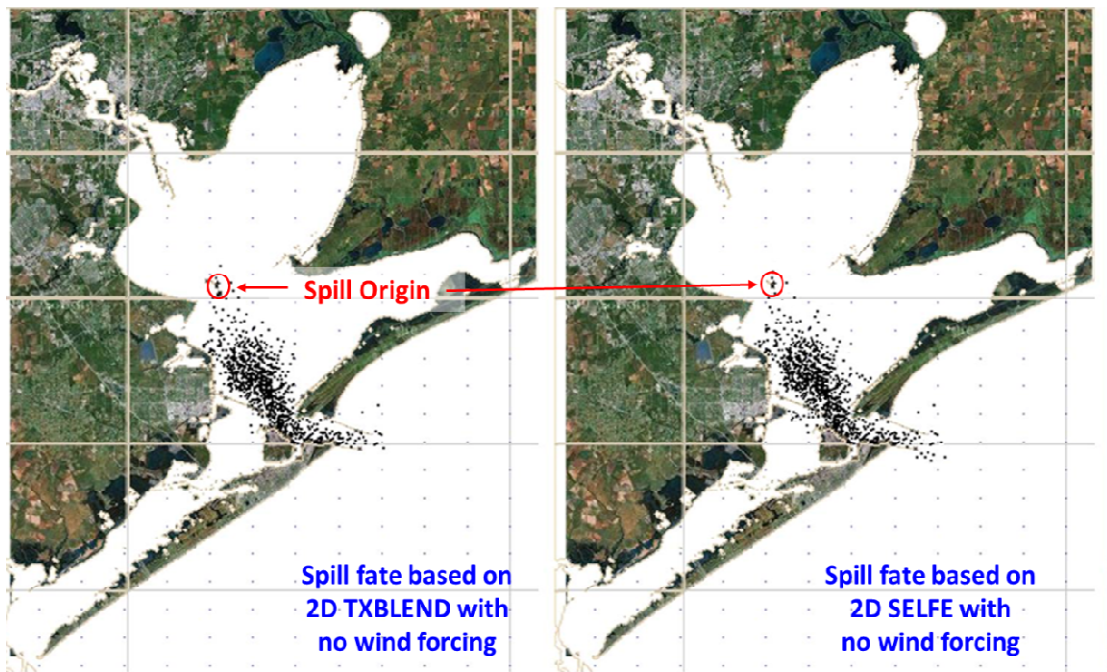 Spill Origin
Spill fate based on
2D TXBLEND with
no wind forcing
Spill fate based on
2D SELFE with
no wind forcing